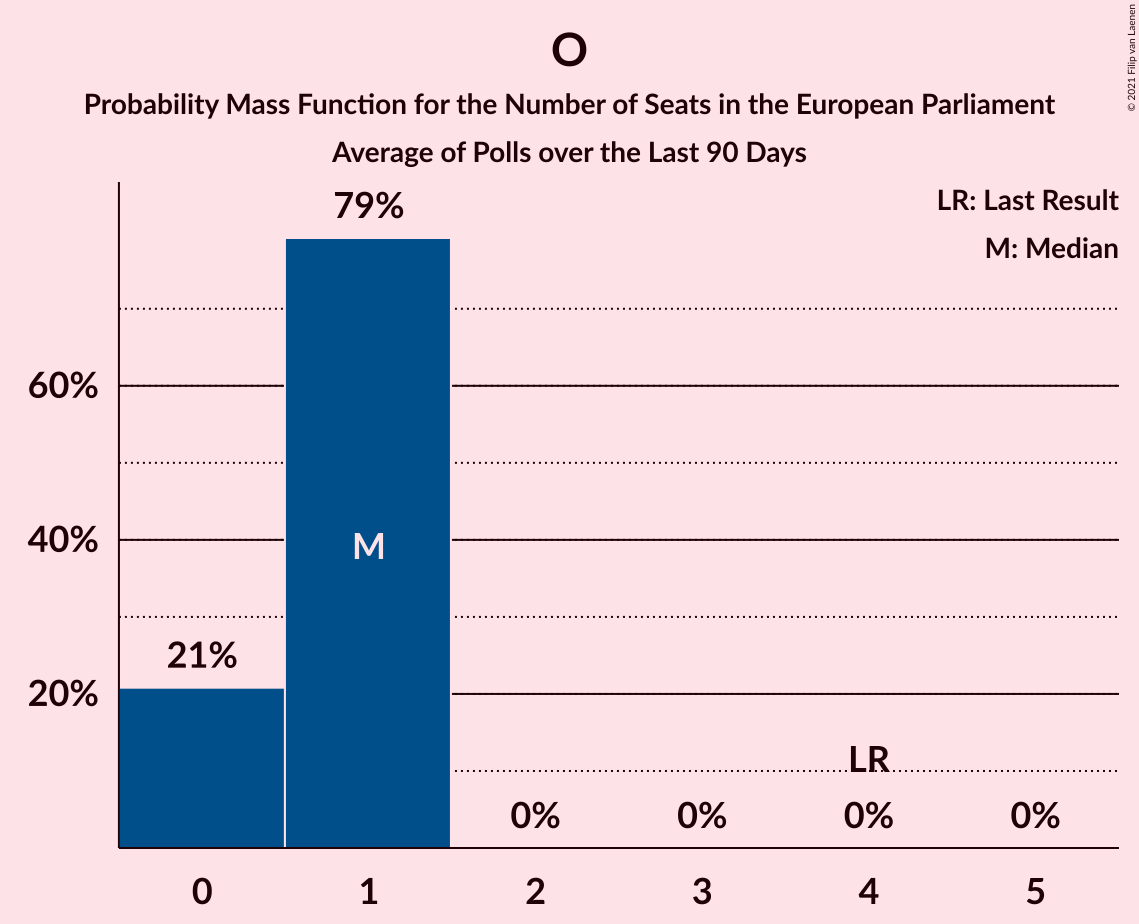 O
Probability Mass Function for the Number of Seats in the European Parliament
Average of Polls over the Last 90 Days
© 2021 Filip van Laenen
LR: Last Result
M: Median
79%
60%
40%
M
21%
20%
LR
0% 0% 0% 0%
0 1 2 3 4 5